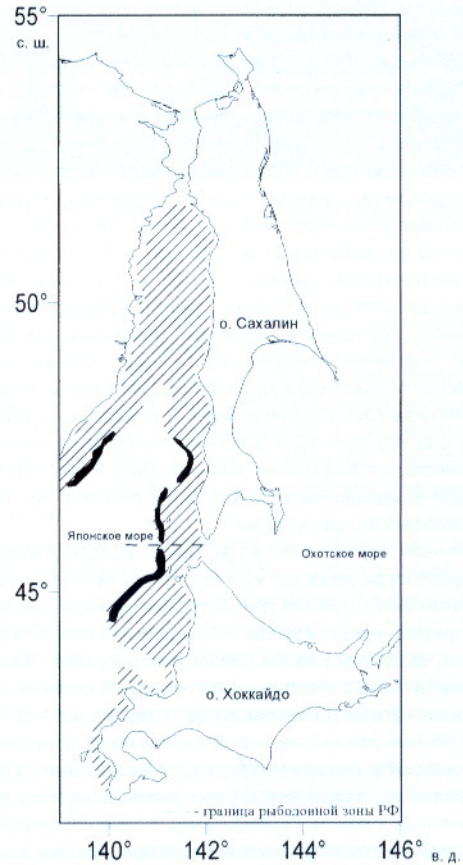 55°
с. ш.
50°
о. Сахалин
Японское море
Охотское море
45°
о. Хоккайдо
- граница рыболовной зоны РФ
140° 142° 144° 146° в. д.